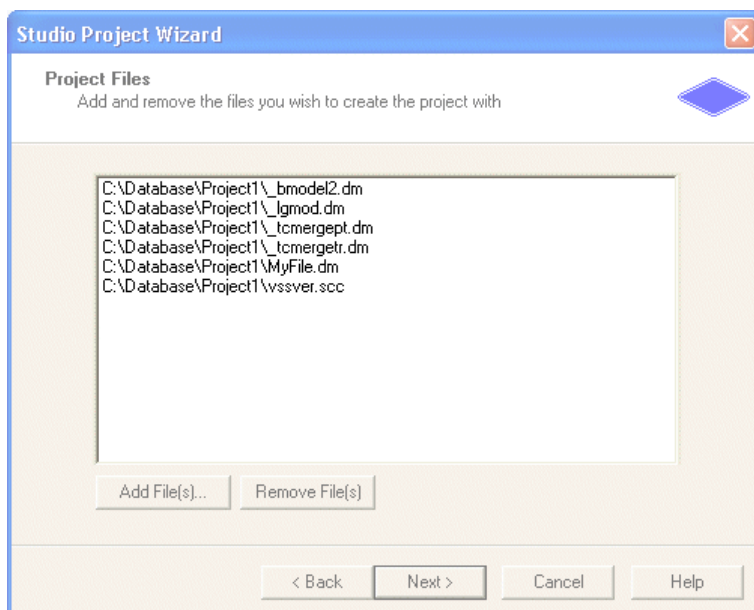 Studio Project Wizard
Project Files
Add and remove the files you wish to create the project with
C:\Database\Project1\_bmodel2.dm
C:\Database\Project1\_lgmod.dm
C:\Database\Project1\_tcmergept.dm
C:\Database\Project1\_tcmergetr.dm
C:\Database\Project1\MyFile.dm
C:\Database\Project1\vssver.scc
Add File(s)... Remove File(s)
< Back Next > Cancel Help